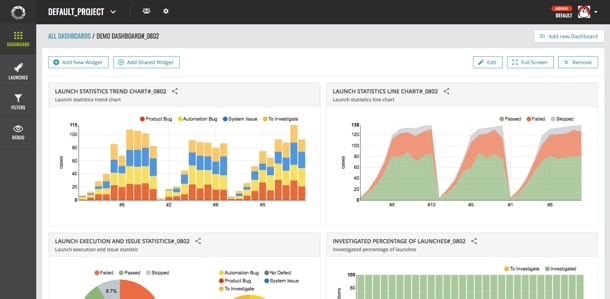 DEFAULT_PROJECT
admin
DEFAULT
DASHBOARD
LAUNCHES
FILTERS
DEBUG
ALL DASHBOARDS / DEMO DASHBOARD#_0802
Add new Dashboard
Add New Widget
Add Shared Widget
Edit
Full Screen
Remove
LAUNCH STATISTICS TREND CHART#_0802
Launch statistics trend chart
Product Bug Automation Bug System Issue To Investigate
115
100
80
60
40
20
0
cases
#6 #2 #8 #5
LAUNCH STATISTICS LINE CHART#_0802
Launch statistics line chart
Passed Failed Skipped
138
120
100
80
60
40
20
0
cases
#5 #10 #1 #6
LAUNCH EXECUTION AND ISSUE STATISTICS#_0802
Launch execution and issue statistic
Failed Passed Skipped
8.7%
Automation Bug No Defect
Product Bug System Issue
To Investigate
INVESTIGATED PERCENTAGE OF LAUNCHES#_0802
Investigated percentage of launches
To Investigate Investigated
100
80